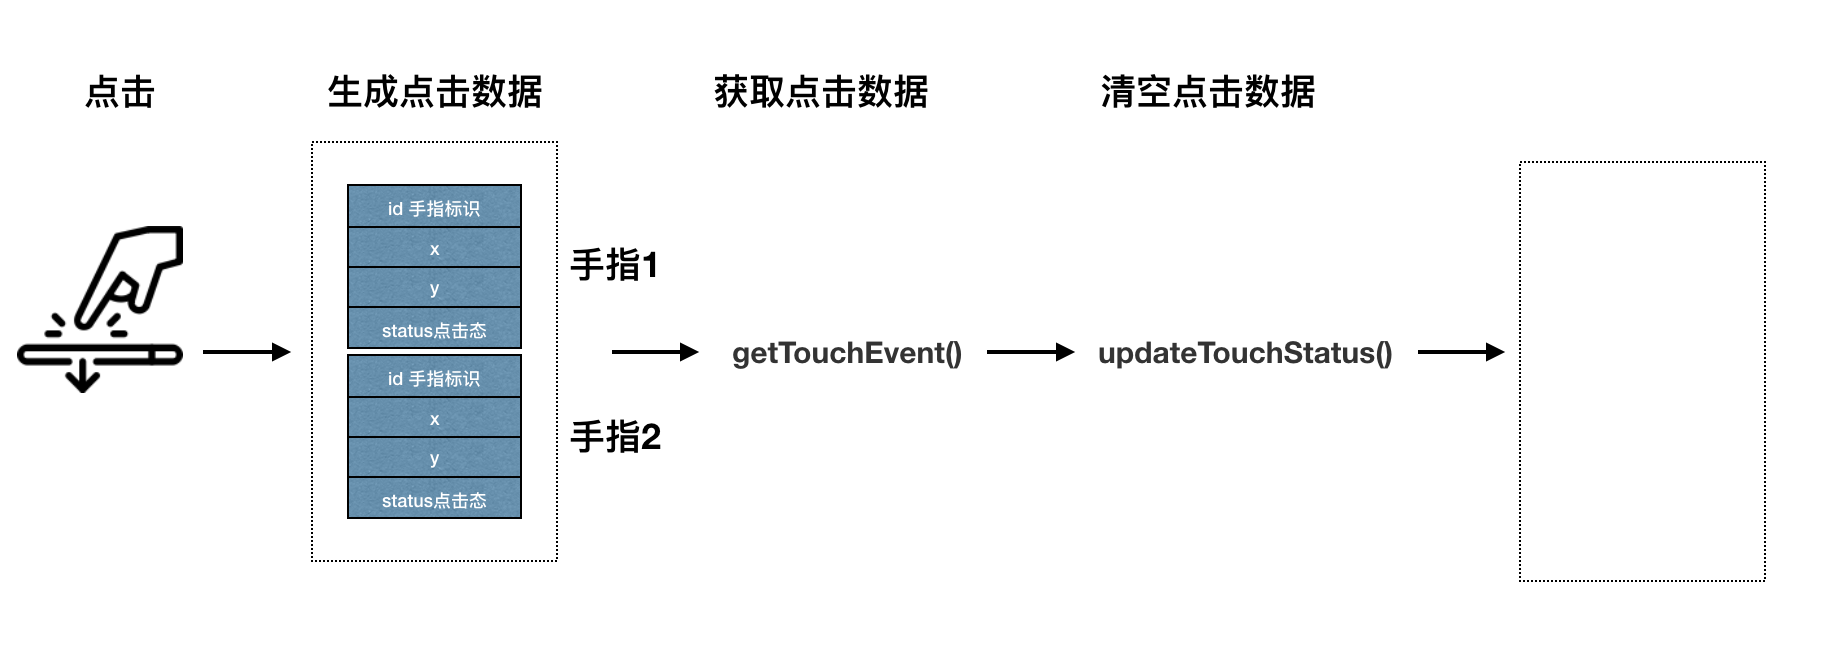 点击
生成点击数据
获取点击数据
清空点击数据
id 手指标识
x
y
status点击态
手指1
id 手指标识
x
y
status点击态
手指2
getTouchEvent()
updateTouchStatus()